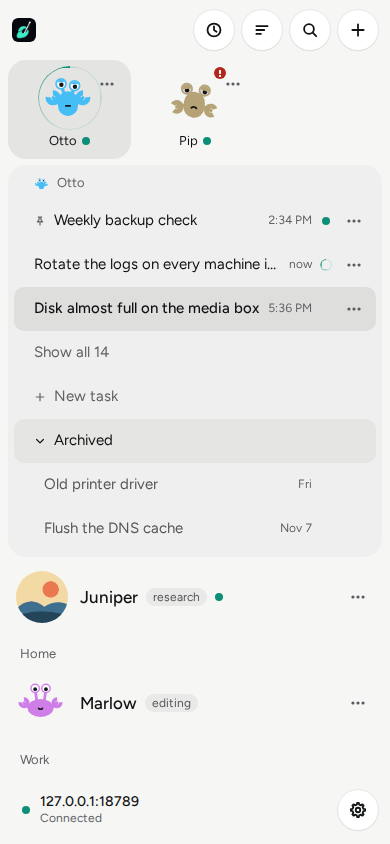 Otto
Pip
Otto
Weekly backup check 2:34 PM
Rotate the logs on every machine i... now
Disk almost full on the media box 5:36 PM
Show all 14
+ New task
Archived
Old printer driver Fri
Flush the DNS cache Nov 7
Juniper research
Home
Marlow editing
Work
127.0.0.1:18789
Connected